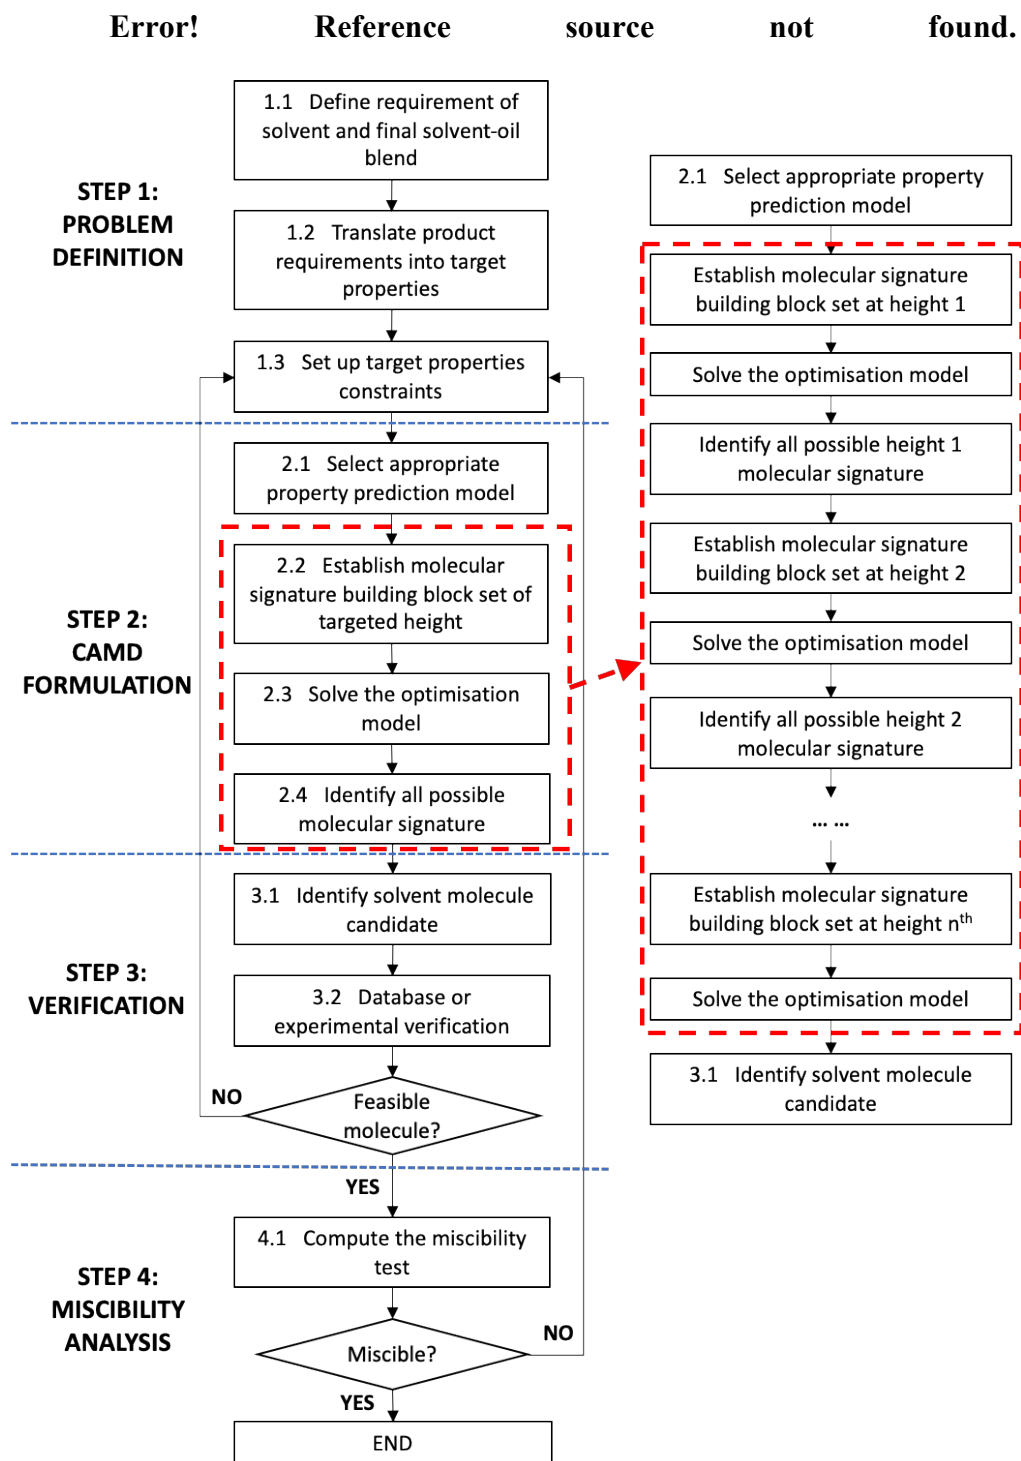 Error! Reference source not found.
1.1 Define requirement of
solvent and final solvent-oil
blend
STEP 1:
PROBLEM
DEFINITION
1.2 Translate product
requirements into target
properties
1.3 Set up target properties
constraints
2.1 Select appropriate
property prediction model
STEP 2:
CAMD
FORMULATION
2.2 Establish molecular
signature building block set of
targeted height
2.3 Solve the optimisation
model
2.4 Identify all possible
molecular signature
3.1 Identify solvent molecule
candidate
STEP 3:
VERIFICATION
3.2 Database or
experimental verification
NO
Feasible
molecule?
YES
4.1 Compute the miscibility
test
STEP 4:
MISCIBILITY
ANALYSIS
NO
Miscible?
YES
END
2.1 Select appropriate property
prediction model
Establish molecular signature
building block set at height 1
Solve the optimisation model
Identify all possible height 1
molecular signature
Establish molecular signature
building block set at height 2
Solve the optimisation model
Identify all possible height 2
molecular signature
... ...
Establish molecular signature
building block set at height nth
Solve the optimisation model
3.1 Identify solvent molecule
candidate